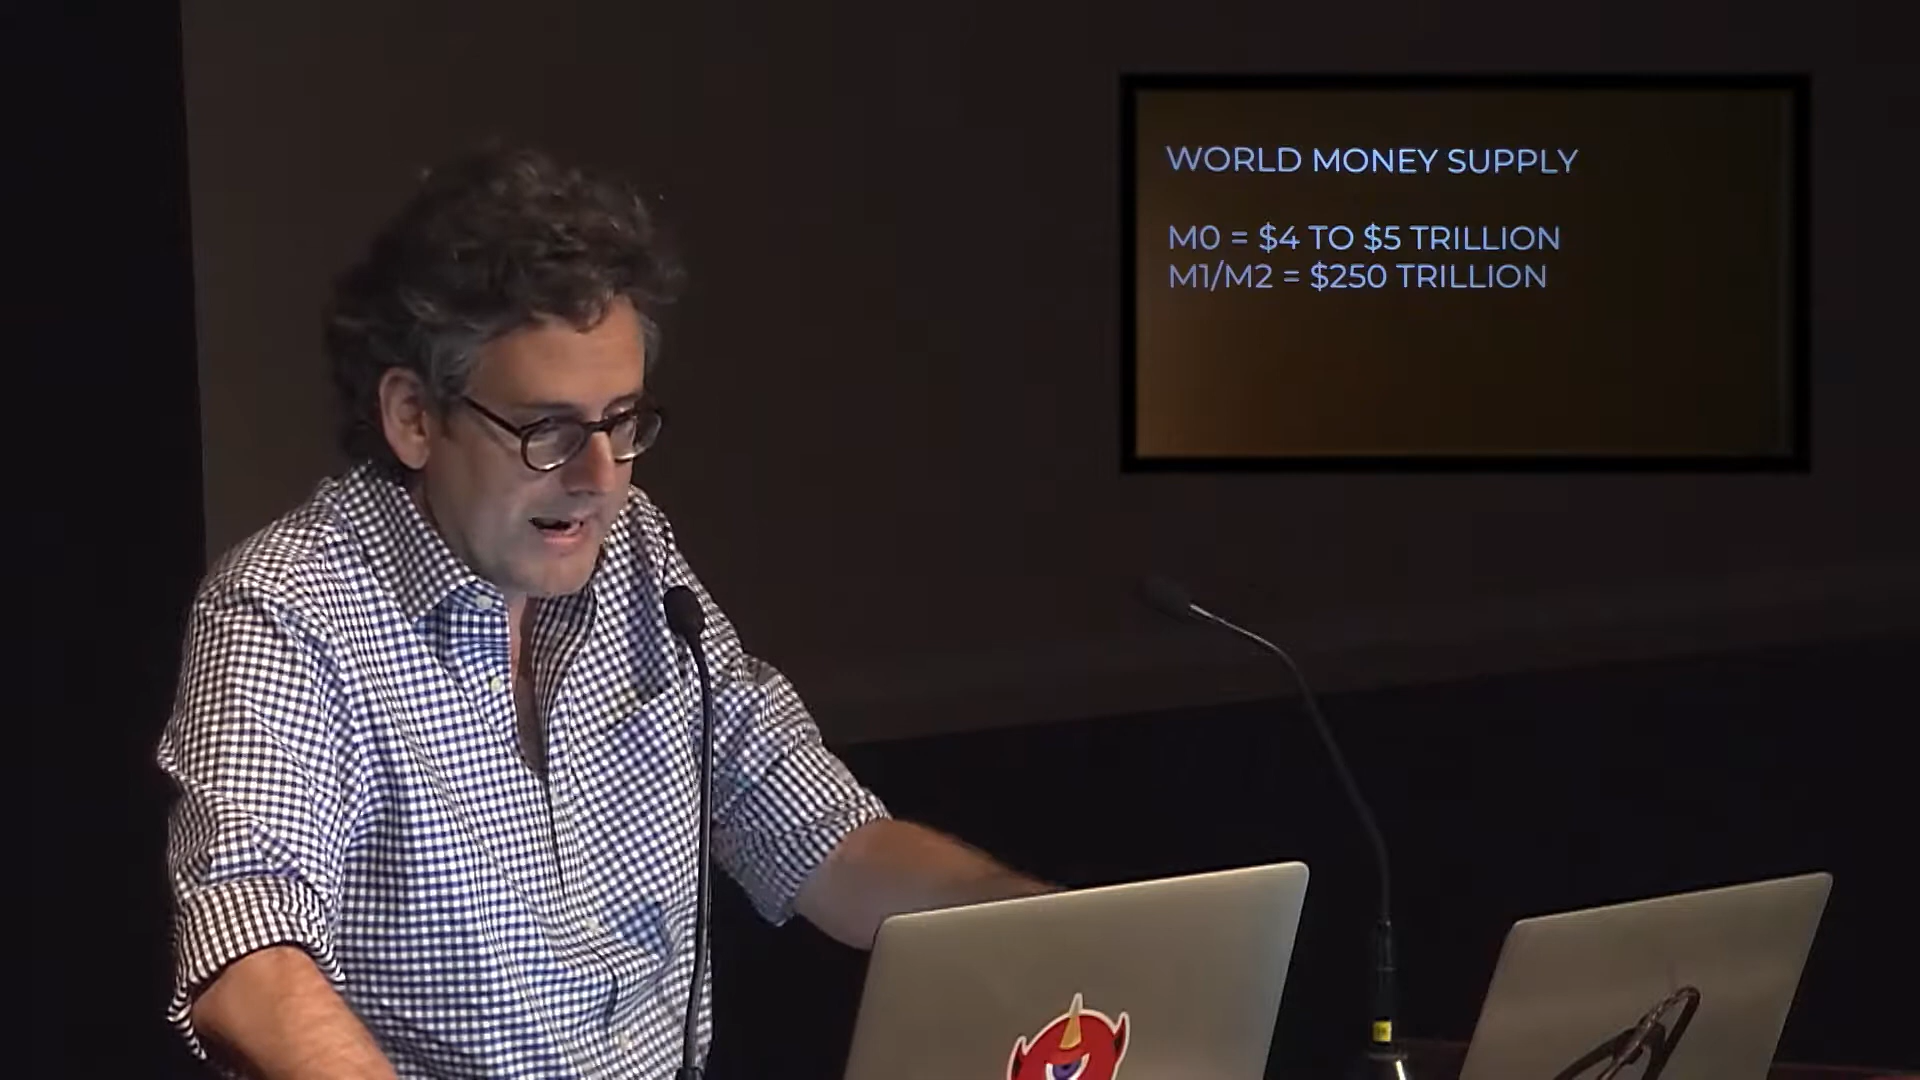 WORLD MONEY SUPPLY
M0 = $4 TO $5 TRILLION
M1/M2 = $250 TRILLION